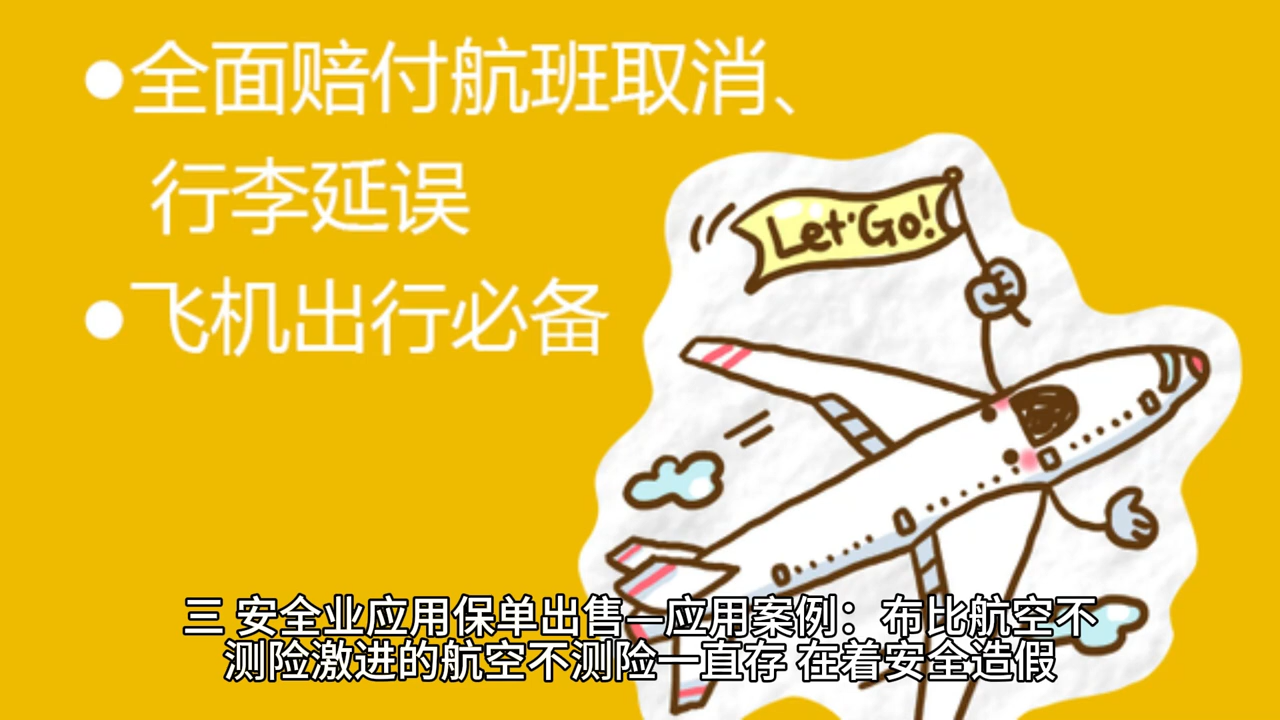 ●全面赔付航班取消、
行李延误
●飞机出行必备
Let's Go!
三 安全业应用保单出售—应用案例：布比航空不
测险激进的航空不测险一直存 在着安全造假